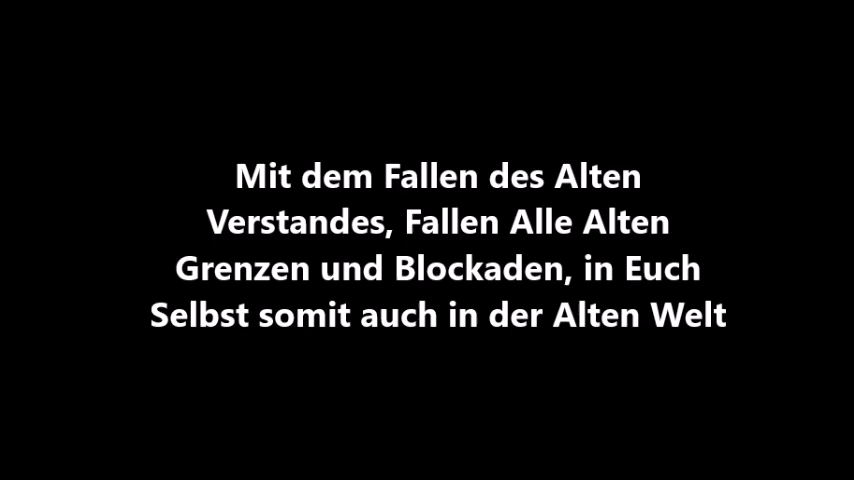 Mit dem Fallen des Alten
Verstandes, Fallen Alle Alten
Grenzen und Blockaden, in Euch
Selbst somit auch in der Alten Welt